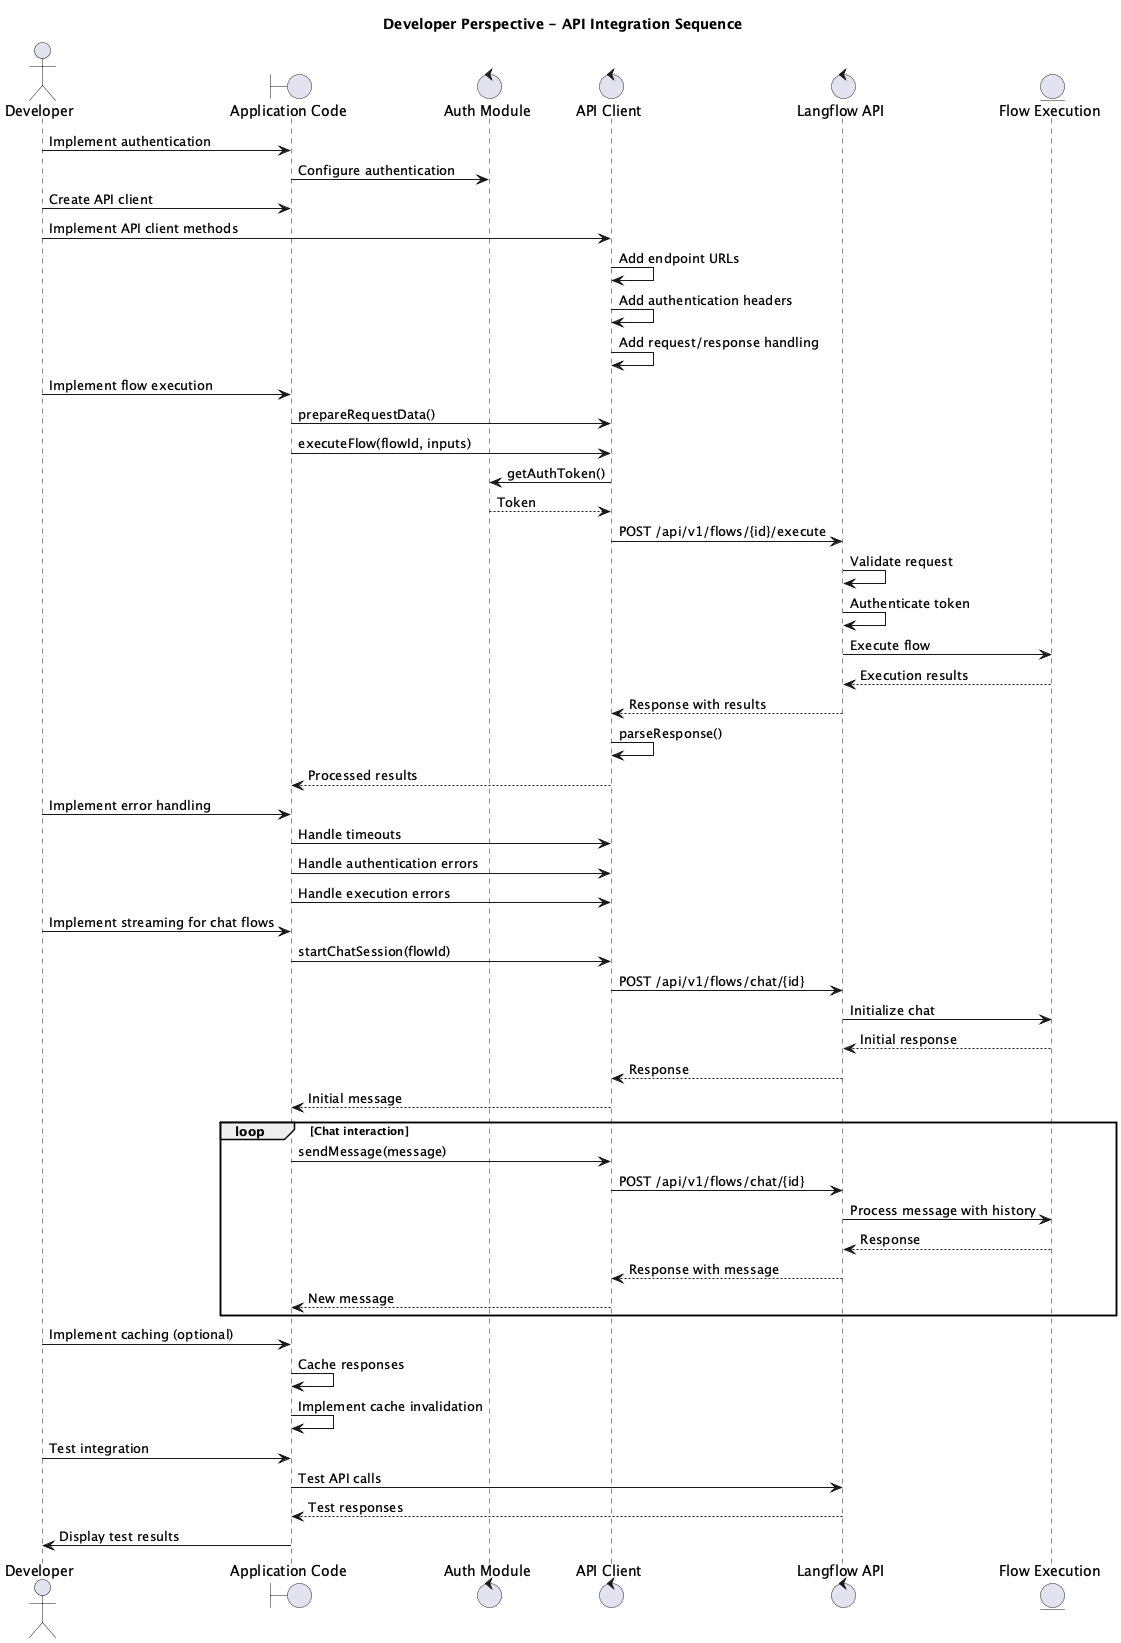 Developer Perspective - API Integration Sequence
Developer
Application Code
Auth Module
API Client
Langflow API
Flow Execution
Implement authentication
Configure authentication
Create API client
Implement API client methods
Add endpoint URLs
Add authentication headers
Add request/response handling
Implement flow execution
prepareRequestData()
executeFlow(flowId, inputs)
getAuthToken()
Token
POST /api/v1/flows/{id}/execute
Validate request
Authenticate token
Execute flow
Execution results
Response with results
parseResponse()
Processed results
Implement error handling
Handle timeouts
Handle authentication errors
Handle execution errors
Implement streaming for chat flows
startChatSession(flowId)
POST /api/v1/flows/chat/{id}
Initialize chat
Initial response
Response
Initial message
loop
[Chat interaction]
sendMessage(message)
POST /api/v1/flows/chat/{id}
Process message with history
Response
Response with message
New message
Implement caching (optional)
Cache responses
Implement cache invalidation
Test integration
Test API calls
Test responses
Display test results
Developer
Application Code
Auth Module
API Client
Langflow API
Flow Execution